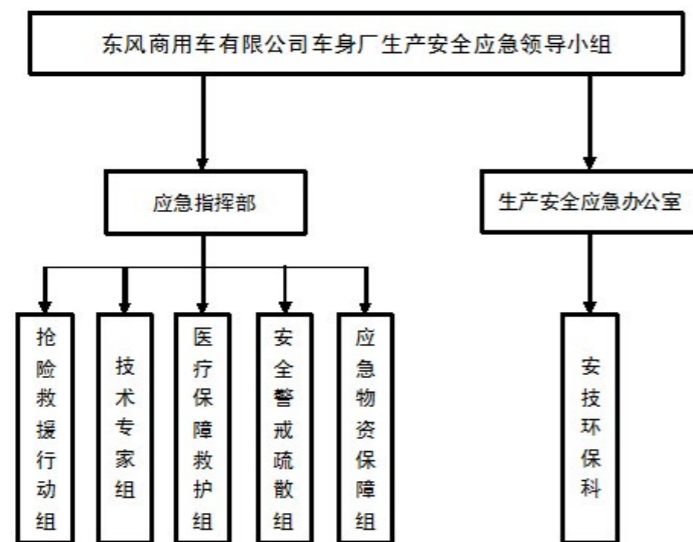 东风商用车有限公司车身厂生产安全应急领导小组
应急指挥部
生产安全应急办公室
抢险救援行动组
技术专家组
医疗保障救护组
安全警戒疏散组
应急物资保障组
安技环保科